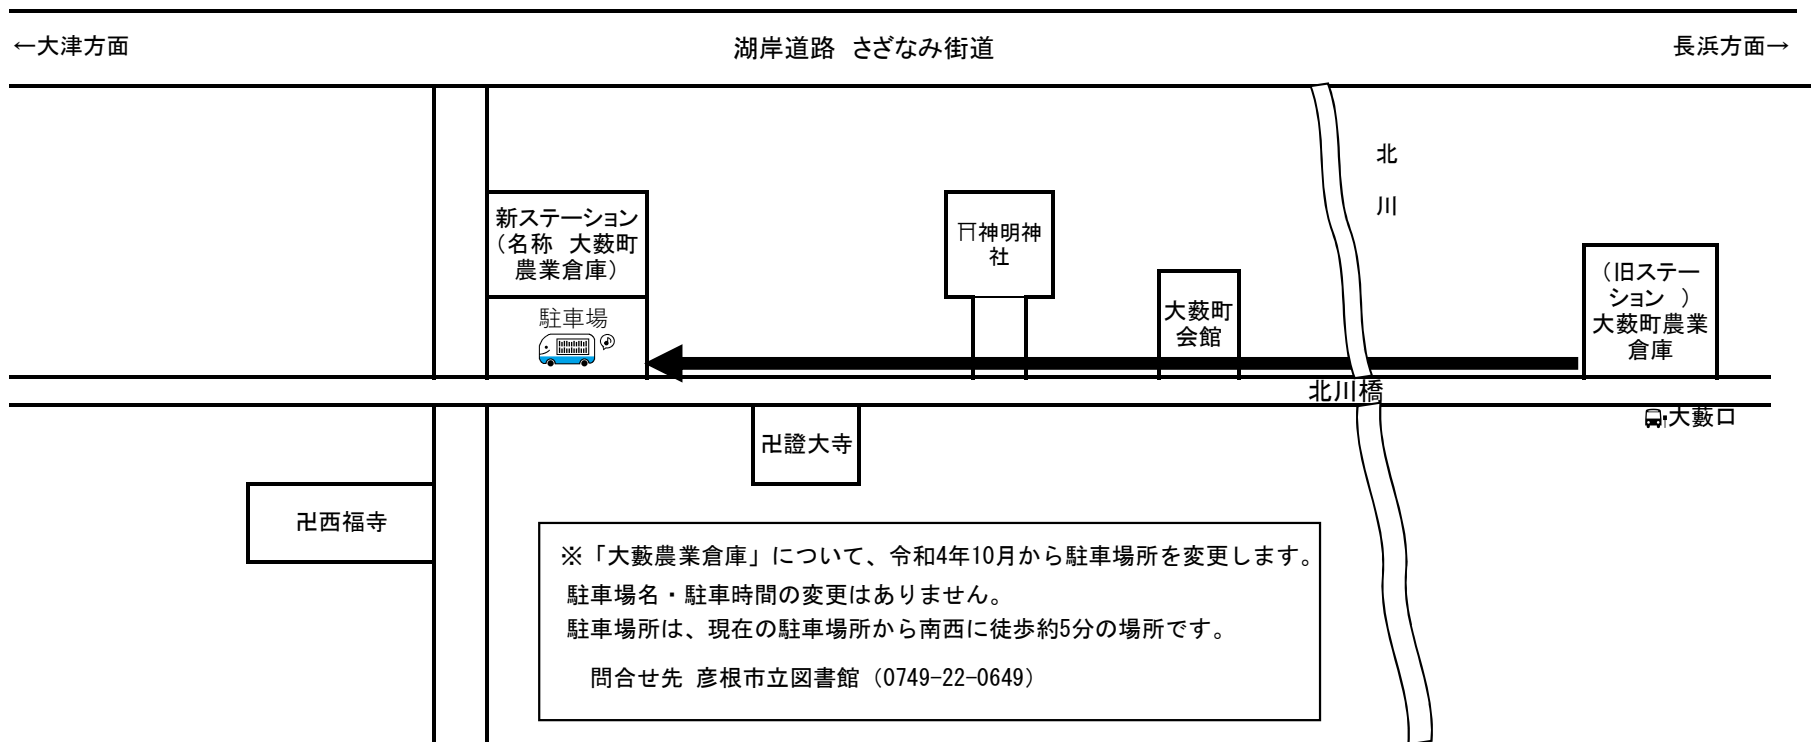 ←大津方面
湖岸道路　さざなみ街道
長浜方面→
北
川
新ステーション
（名称　大薮町
農業倉庫）
駐車場
⛩神明神
社
大薮町
会館
（旧ステー
ション　）
大薮町農業
倉庫
北川橋
大藪口
卍證大寺
卍西福寺
※「大藪農業倉庫」について、令和4年10月から駐車場所を変更します。
駐車場名・駐車時間の変更はありません。
駐車場所は、現在の駐車場所から南西に徒歩約5分の場所です。
問合せ先 彦根市立図書館（0749-22-0649）